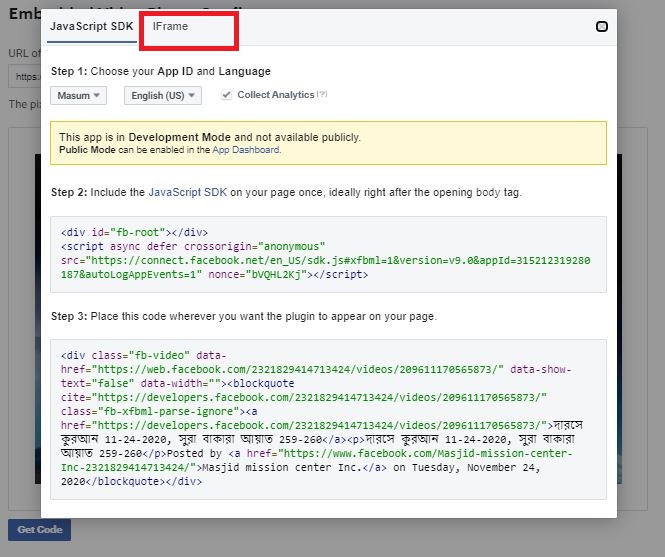 JavaScript SDK
IFrame
URL of
https:
The pix
Step 1: Choose your App ID and Language
Masum
English (US)
Collect Analytics [?]
This app is in Development Mode and not available publicly.
Public Mode can be enabled in the App Dashboard.
Step 2: Include the JavaScript SDK on your page once, ideally right after the opening body tag.
<div id="fb-root"></div>
<script async defer crossorigin="anonymous"
src="https://connect.facebook.net/en_US/sdk.js#xfbml=1&version=v9.0&appId=315212319280
187&autoLogAppEvents=1" nonce="bVQHL2Kj"></script>
Step 3: Place this code wherever you want the plugin to appear on your page.
<div class="fb-video" data-
href="https://web.facebook.com/2321829414713424/videos/209611170565873/" data-show-
text="false" data-width=""><blockquote
cite="https://developers.facebook.com/2321829414713424/videos/209611170565873/"
class="fb-xfbml-parse-ignore"><a
href="https://developers.facebook.com/2321829414713424/videos/209611170565873/">দারসে
কুরআন 11-24-2020, সুরা বাকারা আয়াত 259-260</a><p>দারসে কুরআন 11-24-2020, সুরা বাকারা
আয়াত 259-260</p>Posted by <a href="https://www.facebook.com/Masjid-mission-center-
Inc-2321829414713424/">Masjid mission center Inc.</a> on Tuesday, November 24,
2020</blockquote></div>
Get Code